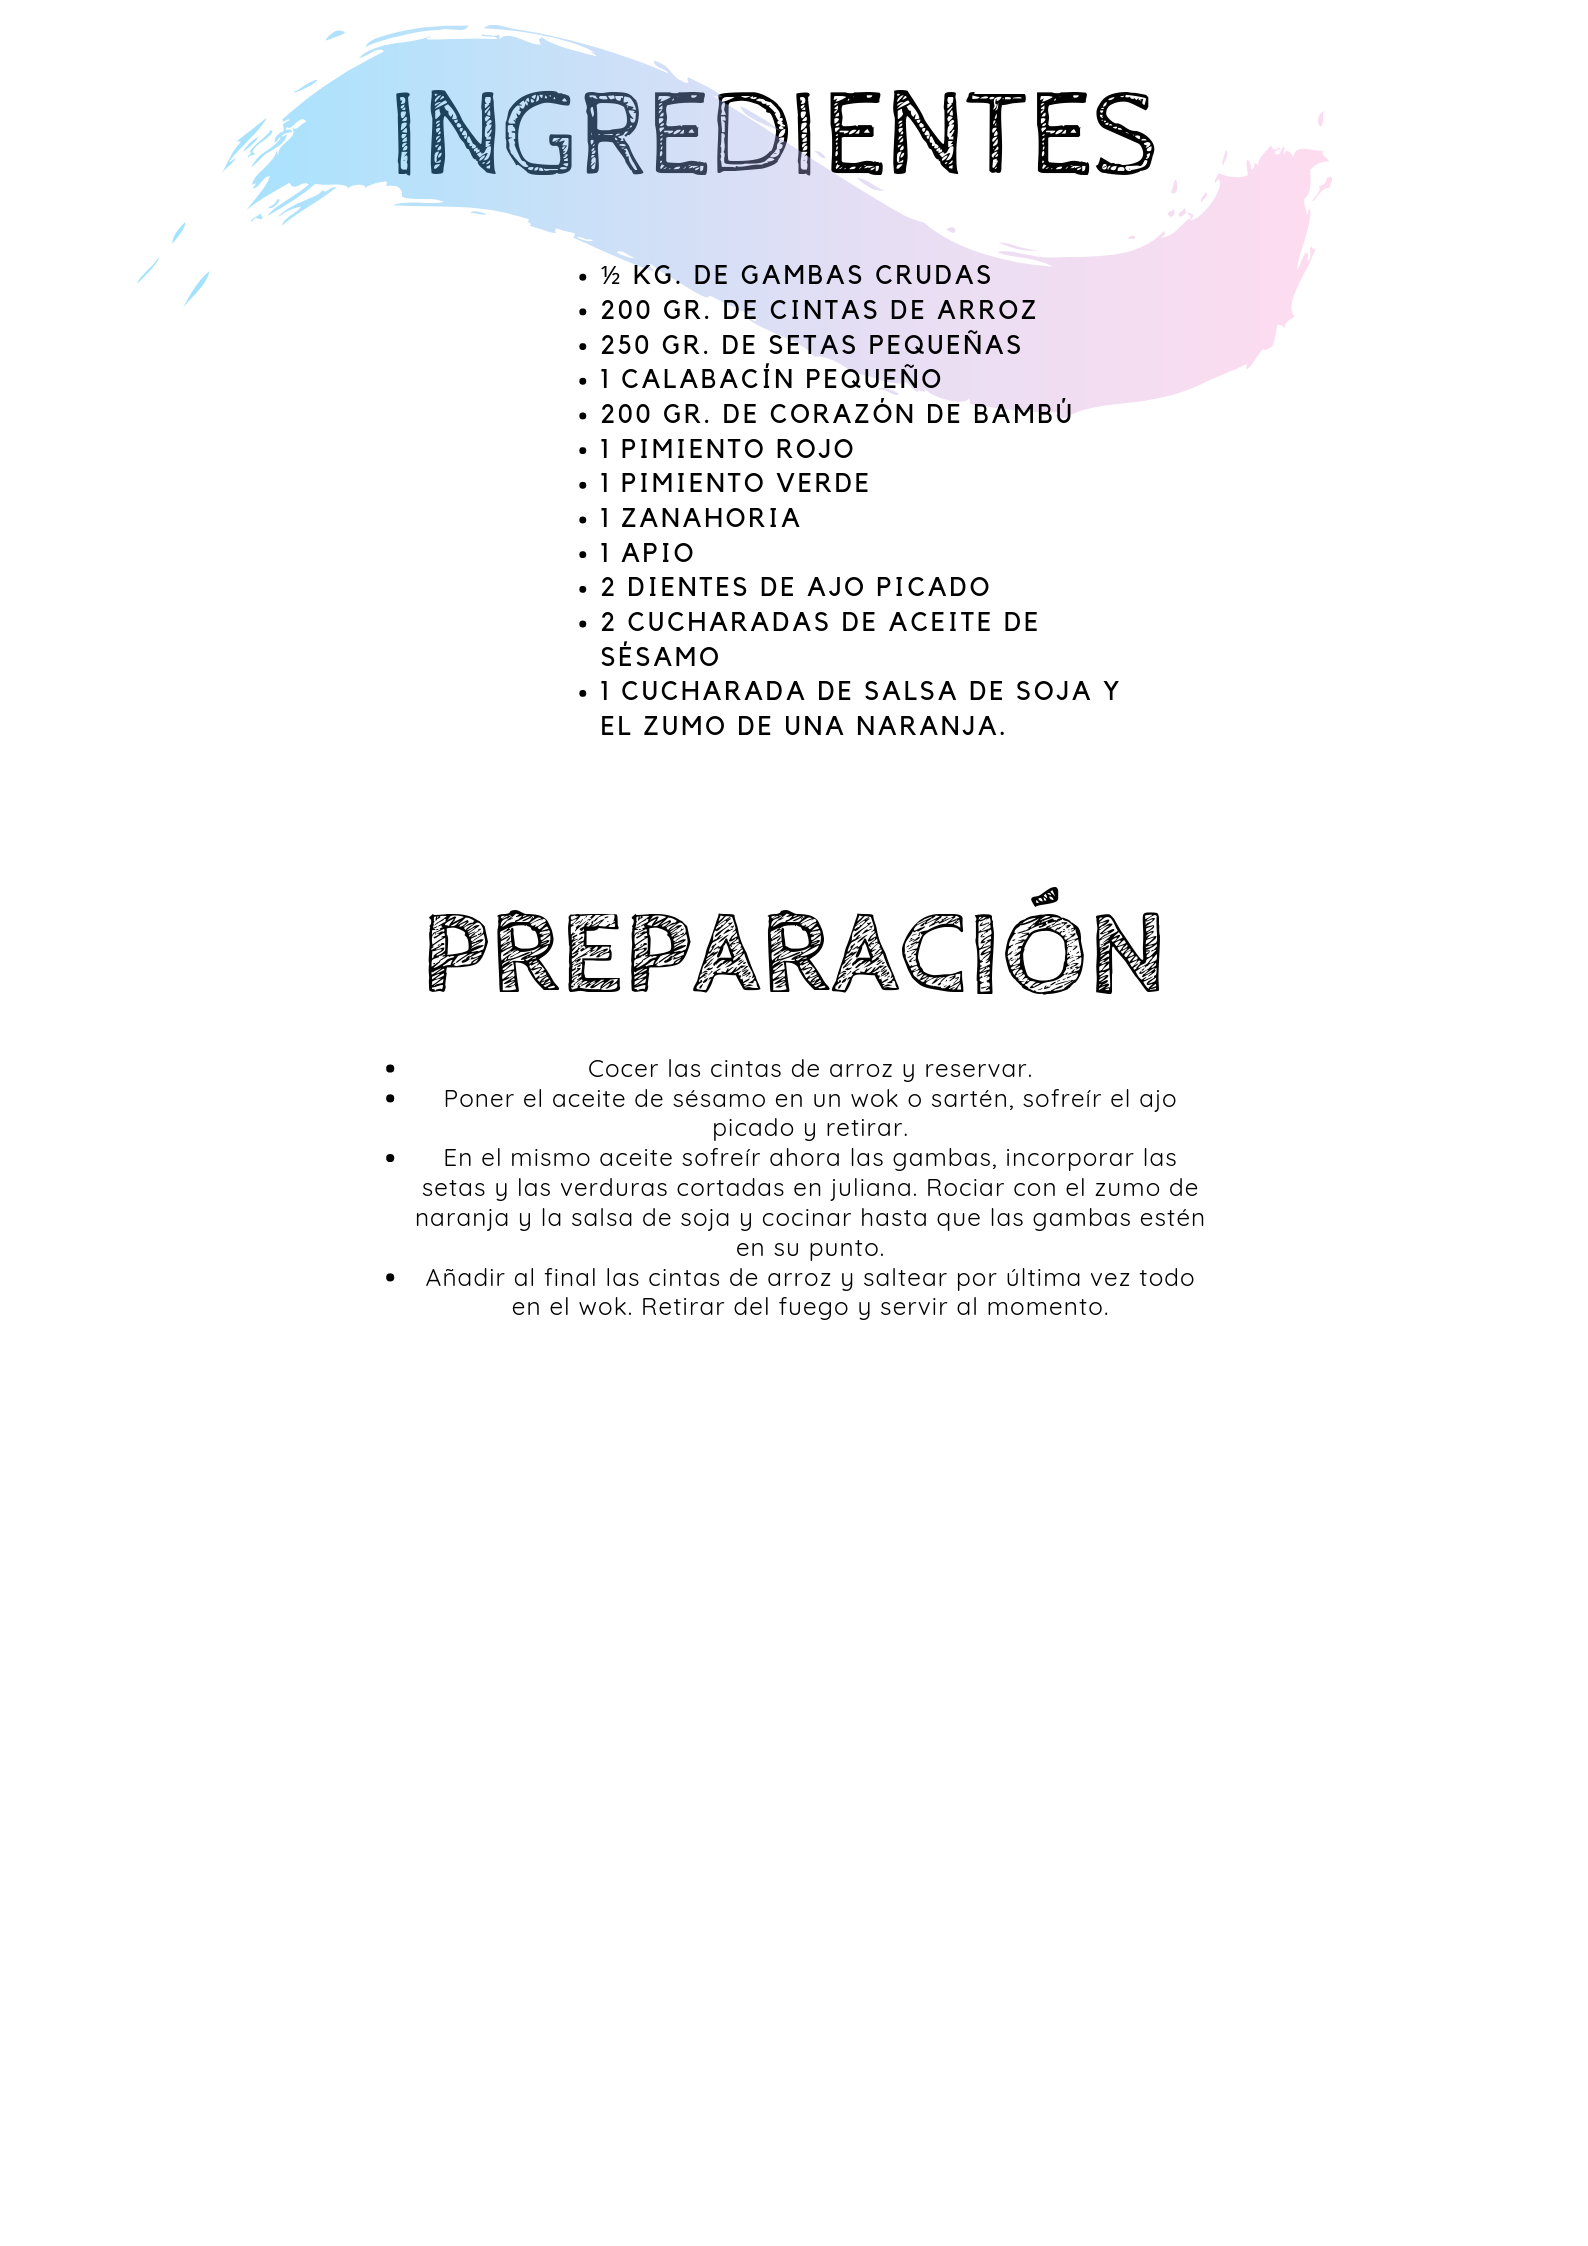 INGREDIENTES
• ½ KG. DE GAMBAS CRUDAS
• 200 GR. DE CINTAS DE ARROZ
• 250 GR. DE SETAS PEQUEÑAS
• 1 CALABACÍN PEQUEÑO
• 200 GR. DE CORAZÓN DE BAMBÚ
• 1 PIMIENTO ROJO
• 1 PIMIENTO VERDE
• 1 ZANAHORIA
• 1 APIO
• 2 DIENTES DE AJO PICADO
• 2 CUCHARADAS DE ACEITE DE
SÉSAMO
• 1 CUCHARADA DE SALSA DE SOJA Y
EL ZUMO DE UNA NARANJA.
PREPARACIÓN
• Cocer las cintas de arroz y reservar.
• Poner el aceite de sésamo en un wok o sartén, sofreír el ajo
picado y retirar.
• En el mismo aceite sofreír ahora las gambas, incorporar las
setas y las verduras cortadas en juliana. Rociar con el zumo de
naranja y la salsa de soja y cocinar hasta que las gambas estén
en su punto.
• Añadir al final las cintas de arroz y saltear por última vez todo
en el wok. Retirar del fuego y servir al momento.